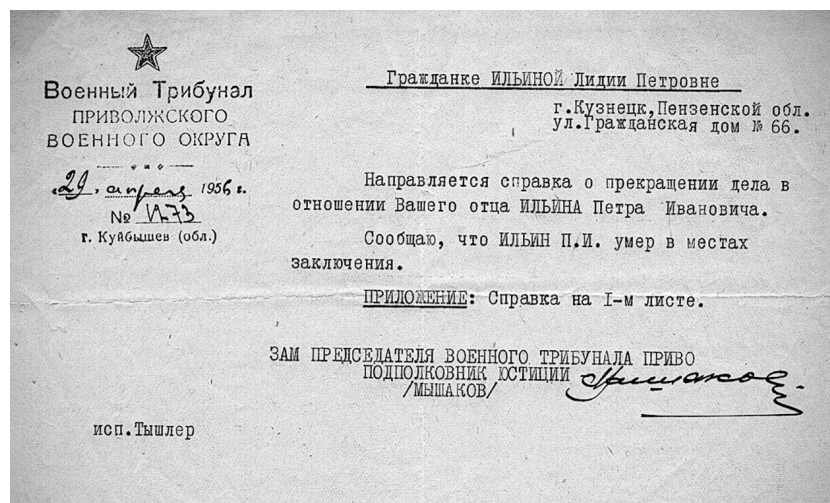 Военный Трибунал
ПРИВОЛЖСКОГО
ВОЕННОГО ОКРУГА
„29„ апреля 1956 г.
№ И-73
г. Куйбышев (обл.)
Гражданке ИЛЬИНОЙ Лидии Петровне
г.Кузнецк,Пензенской обл.
ул.Гражданская дом № 66.
Направляется справка о прекращении дела в
отношении Вашего отца ИЛЬИНА Петра Ивановича.
Сообщаю, что ИЛЬИН П.И. умер в местах
заключения.
ПРИЛОЖЕНИЕ: Справка на I-м листе.
ЗАМ ПРЕДСЕДАТЕЛЯ ВОЕННОГО ТРИБУНАЛА ПРИВО
ПОДПОЛКОВНИК ЮСТИЦИИ Мышаков
/МЫШАКОВ/
исп.Тышлер